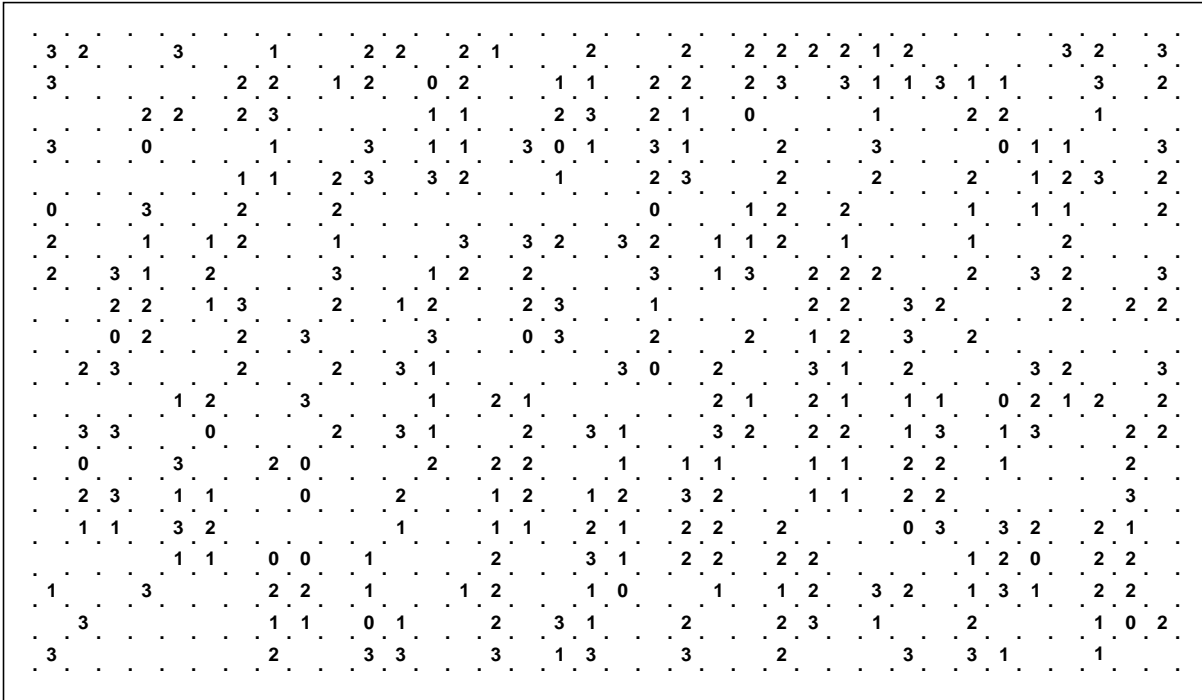 3 2 3 1 2 2 2 1 2 2 2 2 2 2 1 2 3 2 3
3 2 2 1 2 0 2 1 1 2 2 2 3 3 1 1 3 1 1 3 2
2 2 2 3 1 1 2 3 2 1 0 1 2 2 1
3 0 1 3 1 1 3 0 1 3 1 2 3 0 1 1 3
1 1 2 3 3 2 1 2 3 2 2 2 1 2 3 2
0 3 2 2 0 1 2 2 1 1 1 2
2 1 1 2 1 3 3 2 3 2 1 1 2 1 1 2
2 3 1 2 3 1 2 2 3 1 3 2 2 2 2 3 2 3
2 2 1 3 2 1 2 2 3 1 2 2 3 2 2 2 2
0 2 2 3 3 0 3 2 2 1 2 3 2
2 3 2 2 3 1 3 0 2 3 1 2 3 2 3
1 2 3 1 2 1 2 1 2 1 1 1 0 2 1 2 2
3 3 0 2 3 1 2 3 1 3 2 2 2 1 3 1 3 2 2
0 3 2 0 2 2 2 1 1 1 1 1 2 2 1 2
2 3 1 1 0 2 1 2 1 2 3 2 1 1 2 2 3
1 1 3 2 1 1 1 2 1 2 2 2 0 3 3 2 2 1
1 1 0 0 1 2 3 1 2 2 2 2 1 2 0 2 2
1 3 2 2 1 1 2 1 0 1 1 2 3 2 1 3 1 2 2
3 1 1 0 1 2 3 1 2 2 3 1 2 1 0 2
3 2 3 3 3 1 3 3 2 3 3 1 1